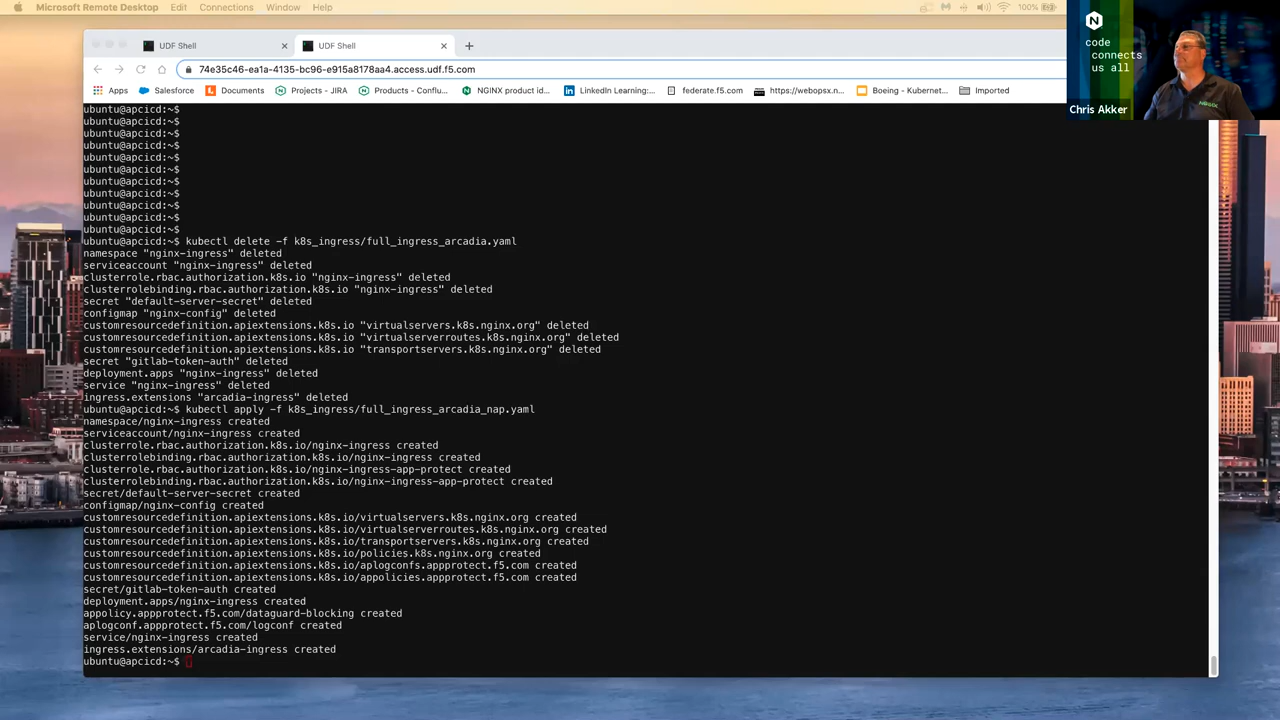 Microsoft Remote Desktop Edit Connections Window Help 100%
code
connects
us all
Chris Akker
UDF Shell UDF Shell
74e35c46-ea1a-4135-bc96-e915a8178aa4.access.udf.f5.com
Apps Salesforce Documents Projects - JIRA Products - Conflu... NGINX product id... LinkedIn Learning:... federate.f5.com https://webopsx.n... Boeing - Kubernet... Imported
ubuntu@apcicd:~$
ubuntu@apcicd:~$
ubuntu@apcicd:~$
ubuntu@apcicd:~$
ubuntu@apcicd:~$
ubuntu@apcicd:~$
ubuntu@apcicd:~$
ubuntu@apcicd:~$
ubuntu@apcicd:~$
ubuntu@apcicd:~$
ubuntu@apcicd:~$
ubuntu@apcicd:~$ kubectl delete -f k8s_ingress/full_ingress_arcadia.yaml
namespace "nginx-ingress" deleted
serviceaccount "nginx-ingress" deleted
clusterrole.rbac.authorization.k8s.io "nginx-ingress" deleted
clusterrolebinding.rbac.authorization.k8s.io "nginx-ingress" deleted
secret "default-server-secret" deleted
configmap "nginx-config" deleted
customresourcedefinition.apiextensions.k8s.io "virtualservers.k8s.nginx.org" deleted
customresourcedefinition.apiextensions.k8s.io "virtualserverroutes.k8s.nginx.org" deleted
customresourcedefinition.apiextensions.k8s.io "transportservers.k8s.nginx.org" deleted
secret "gitlab-token-auth" deleted
deployment.apps "nginx-ingress" deleted
service "nginx-ingress" deleted
ingress.extensions "arcadia-ingress" deleted
ubuntu@apcicd:~$ kubectl apply -f k8s_ingress/full_ingress_arcadia_nap.yaml
namespace/nginx-ingress created
serviceaccount/nginx-ingress created
clusterrole.rbac.authorization.k8s.io/nginx-ingress created
clusterrolebinding.rbac.authorization.k8s.io/nginx-ingress created
clusterrole.rbac.authorization.k8s.io/nginx-ingress-app-protect created
clusterrolebinding.rbac.authorization.k8s.io/nginx-ingress-app-protect created
secret/default-server-secret created
configmap/nginx-config created
customresourcedefinition.apiextensions.k8s.io/virtualservers.k8s.nginx.org created
customresourcedefinition.apiextensions.k8s.io/virtualserverroutes.k8s.nginx.org created
customresourcedefinition.apiextensions.k8s.io/transportservers.k8s.nginx.org created
customresourcedefinition.apiextensions.k8s.io/policies.k8s.nginx.org created
customresourcedefinition.apiextensions.k8s.io/aplogconfs.appprotect.f5.com created
customresourcedefinition.apiextensions.k8s.io/appolicies.appprotect.f5.com created
secret/gitlab-token-auth created
deployment.apps/nginx-ingress created
appolicy.appprotect.f5.com/dataguard-blocking created
aplogconf.appprotect.f5.com/logconf created
service/nginx-ingress created
ingress.extensions/arcadia-ingress created
ubuntu@apcicd:~$